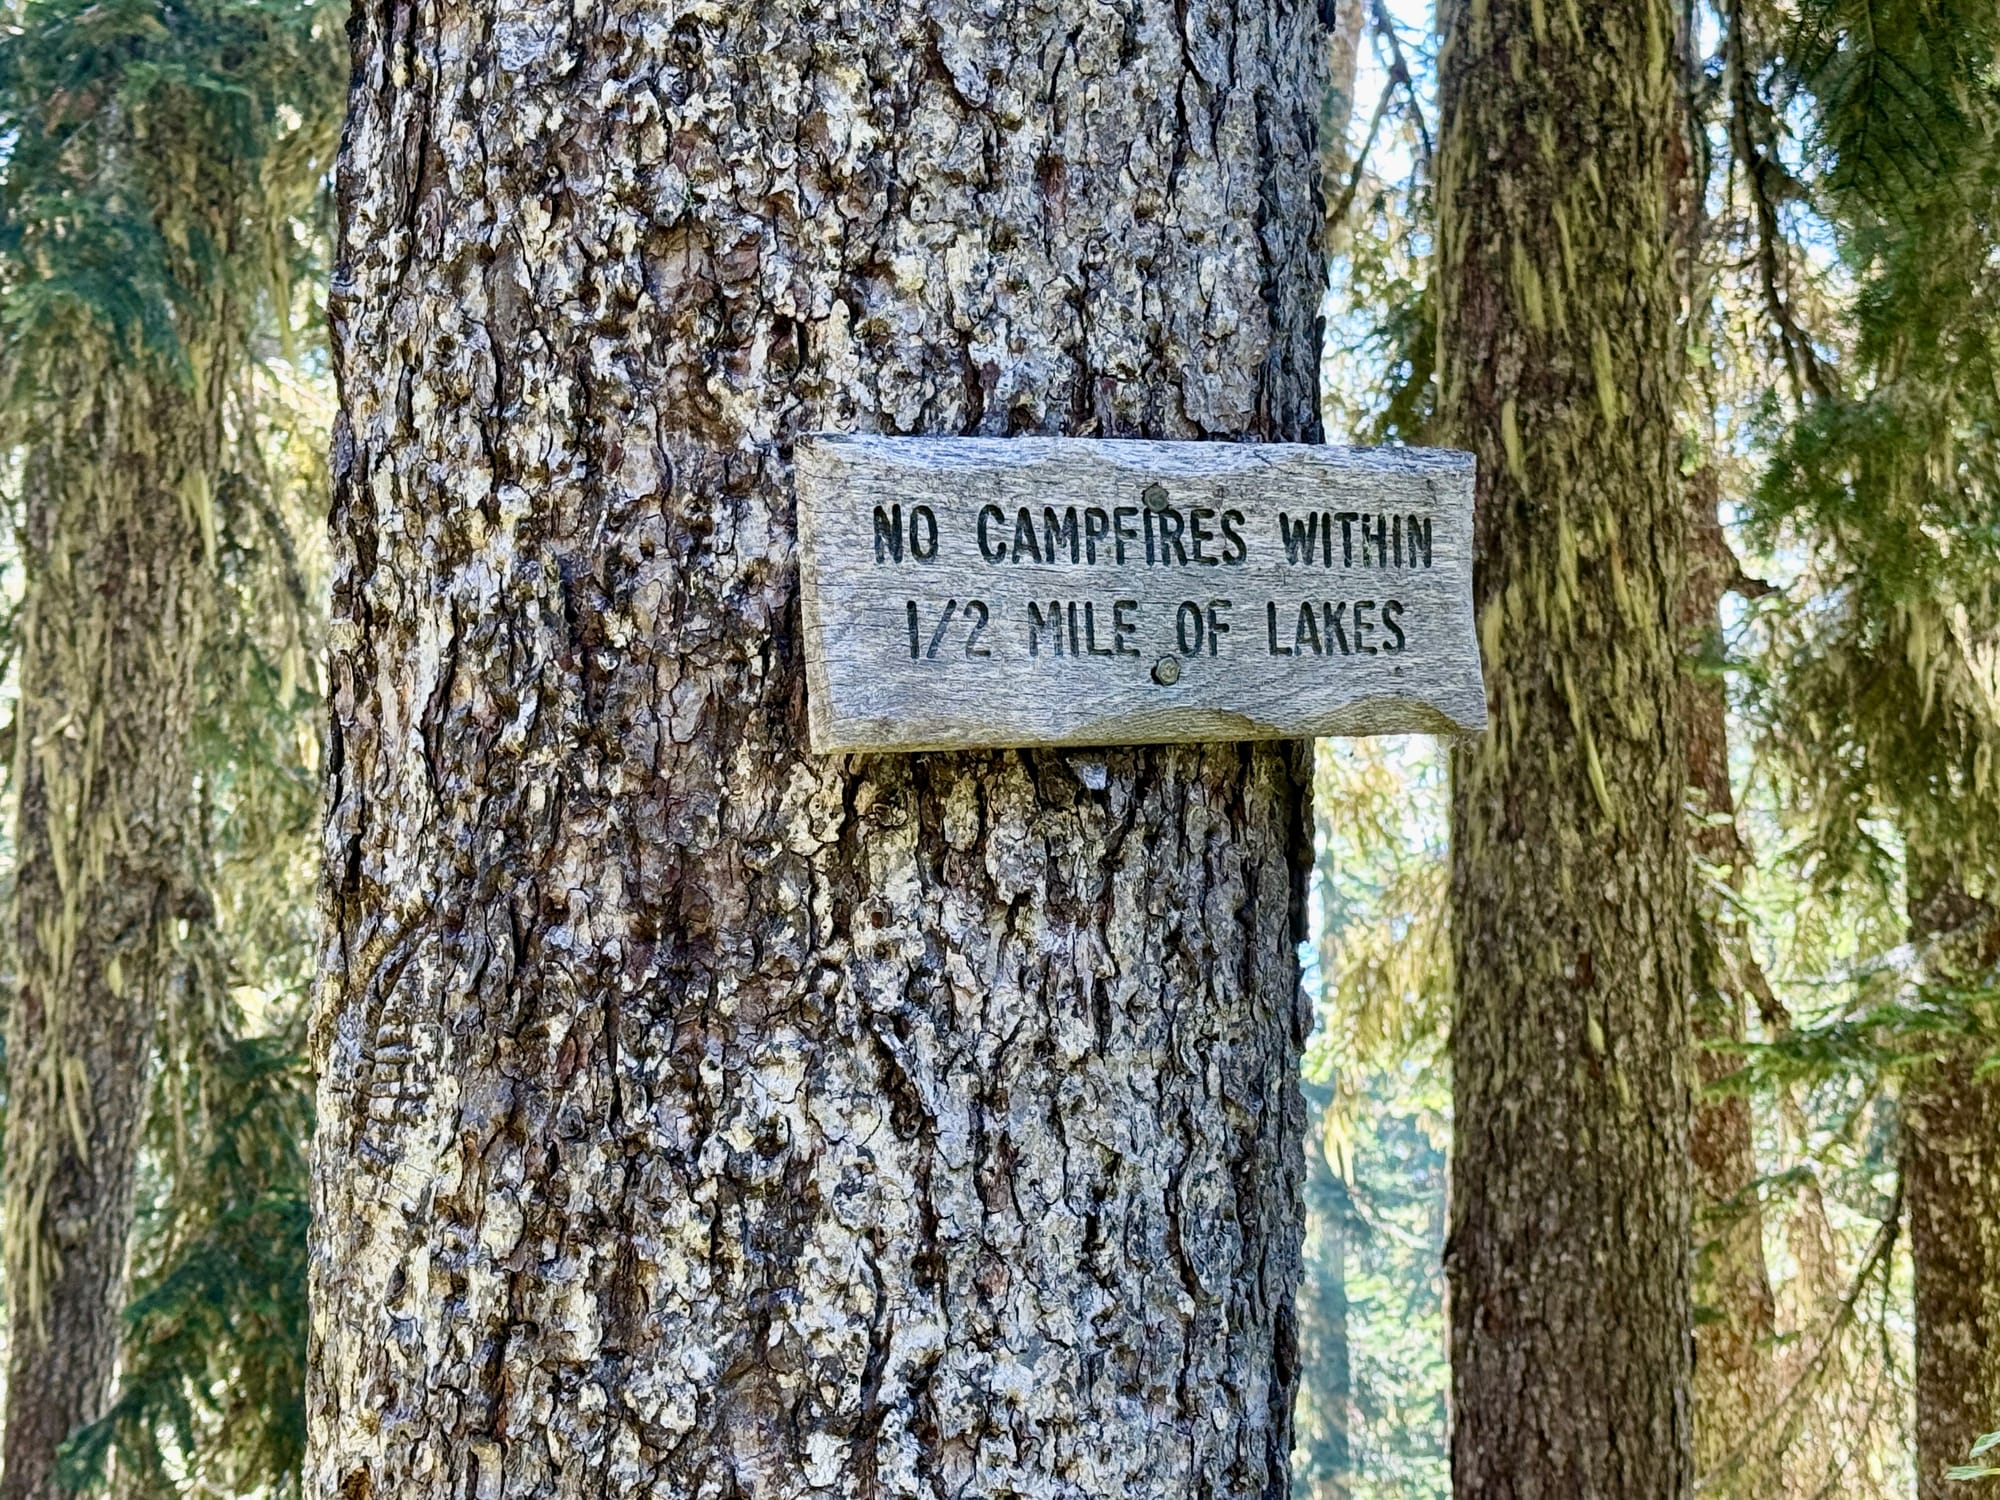 NO CAMPFIRES WITHIN
1/2 MILE OF LAKES